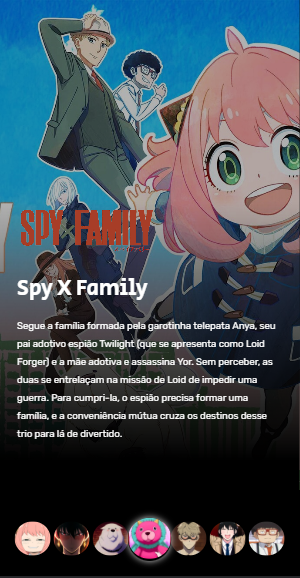 SPY FAMILY
Spy X Family
Segue a família formada pela garotinha telepata Anya, seu
pai adotivo espião Twilight (que se apresenta como Loid
Forger) e a mãe adotiva e assassina Yor. Sem perceber, as
duas se entrelaçam na missão de Loid de impedir uma
guerra. Para cumpri-la, o espião precisa formar uma
família, e a conveniência mútua cruza os destinos desse
trio para lá de divertido.